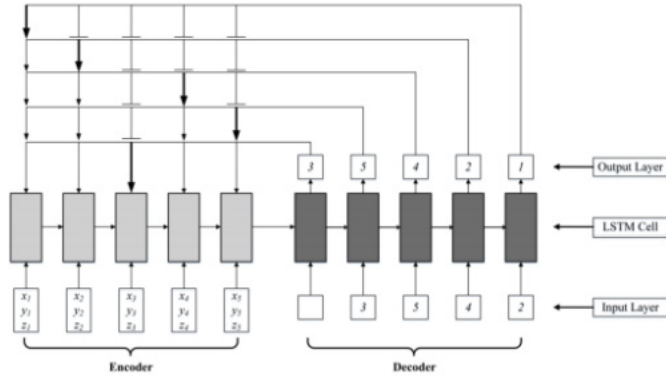 3 5 4 2 1
Output Layer
LSTM Cell
x1 x2 x3 x4 x5
y1 y2 y3 y4 y5
z1 z2 z3 z4 z5
3 5 4 2
Input Layer
Encoder
Decoder